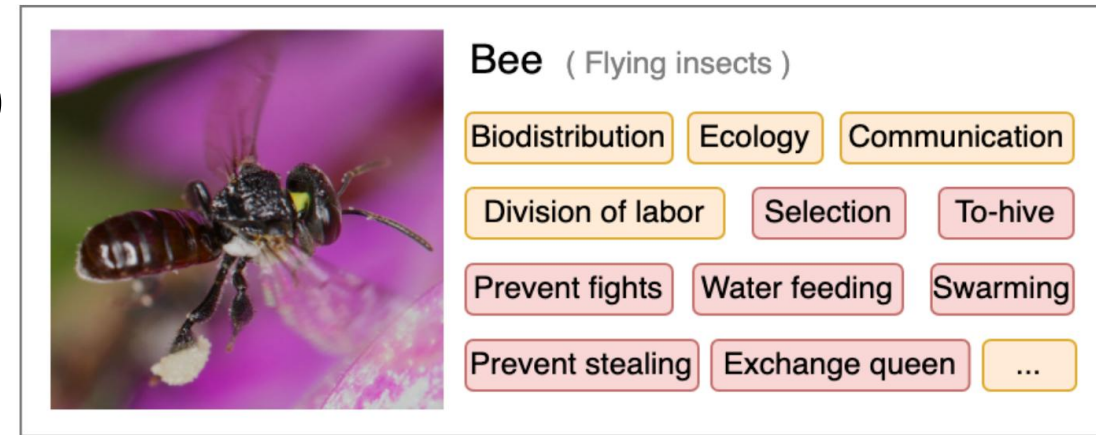 Bee ( Flying insects )
Biodistribution Ecology Communication
Division of labor Selection To-hive
Prevent fights Water feeding Swarming
Prevent stealing Exchange queen ...